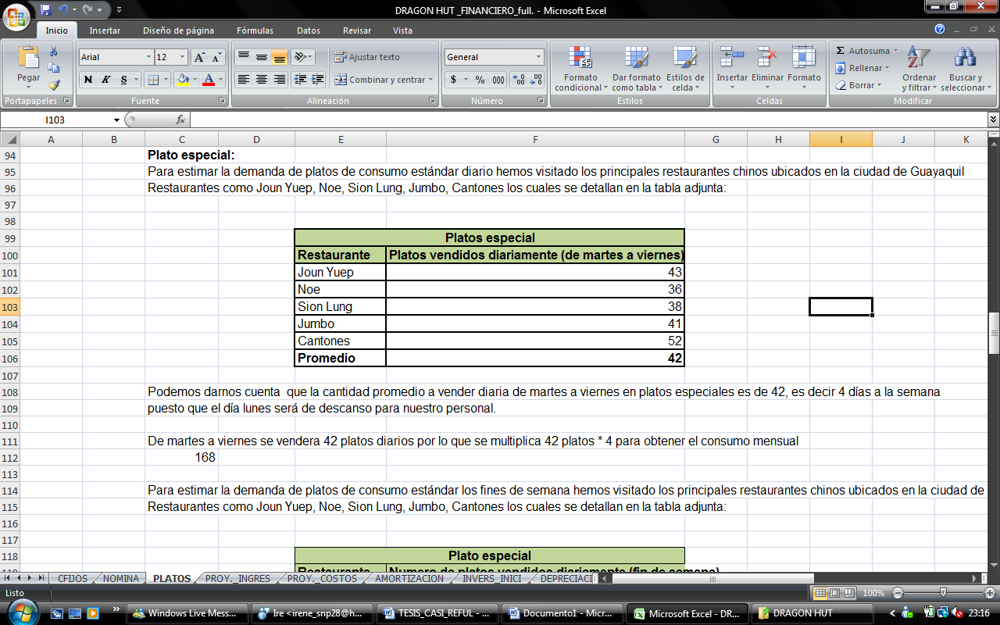 DRAGON HUT _FINANCIERO_full. - Microsoft Excel
Inicio Insertar Diseño de página Fórmulas Datos Revisar Vista
Pegar
Portapapeles
Arial 12
N K S
Fuente
Ajustar texto
Combinar y centrar
Alineación
General
$ % 000
Número
Formato condicional
Dar formato como tabla
Estilos de celda
Estilos
Insertar Eliminar Formato
Celdas
Σ Autosuma
Rellenar
Borrar
Ordenar y filtrar
Buscar y seleccionar
Modificar
I103 fx
A B C D E F G H I J K
94 Plato especial:
95 Para estimar la demanda de platos de consumo estándar diario hemos visitado los principales restaurantes chinos ubicados en la ciudad de Guayaquil
96 Restaurantes como Joun Yuep, Noe, Sion Lung, Jumbo, Cantones los cuales se detallan en la tabla adjunta:
97
98
99 Platos especial
100 Restaurante Platos vendidos diariamente (de martes a viernes)
101 Joun Yuep 43
102 Noe 36
103 Sion Lung 38
104 Jumbo 41
105 Cantones 52
106 Promedio 42
107
108 Podemos darnos cuenta  que la cantidad promedio a vender diaria de martes a viernes en platos especiales es de 42, es decir 4 días a la semana
109 puesto que el día lunes será de descanso para nuestro personal.
110
111 De martes a viernes se vendera 42 platos diarios por lo que se multiplica 42 platos * 4 para obtener el consumo mensual
112 168
113
114 Para estimar la demanda de platos de consumo estándar los fines de semana hemos visitado los principales restaurantes chinos ubicados en la ciudad de
115 Restaurantes como Joun Yuep, Noe, Sion Lung, Jumbo, Cantones los cuales se detallan en la tabla adjunta:
116
117
118 Plato especial
119 Restaurante Numero de platos vendidos diariamente (fin de semana)
CFIJOS NOMINA PLATOS PROY._INGRES PROY._COSTOS AMORTIZACION INVERS_INICI DEPRECIACI
Listo 100%
Windows Live Mess... Ire <irene_snp28@h... TESIS_CASI_REFUL - ... Documento1 - Micr... Microsoft Excel - DR... DRAGON HUT 23:16